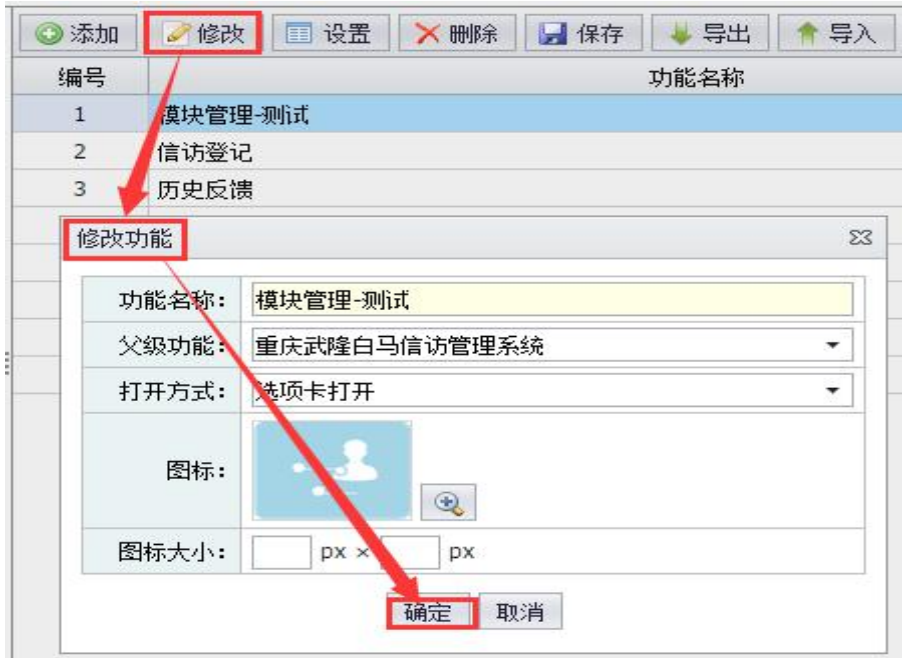 添加 修改 设置 删除 保存 导出 导入
编号 功能名称
1 模块管理-测试
2 信访登记
3 历史反馈
修改功能
功能名称: 模块管理-测试
父级功能: 重庆武隆白马信访管理系统
打开方式: 选项卡打开
图标:
图标大小: px × px
确定 取消